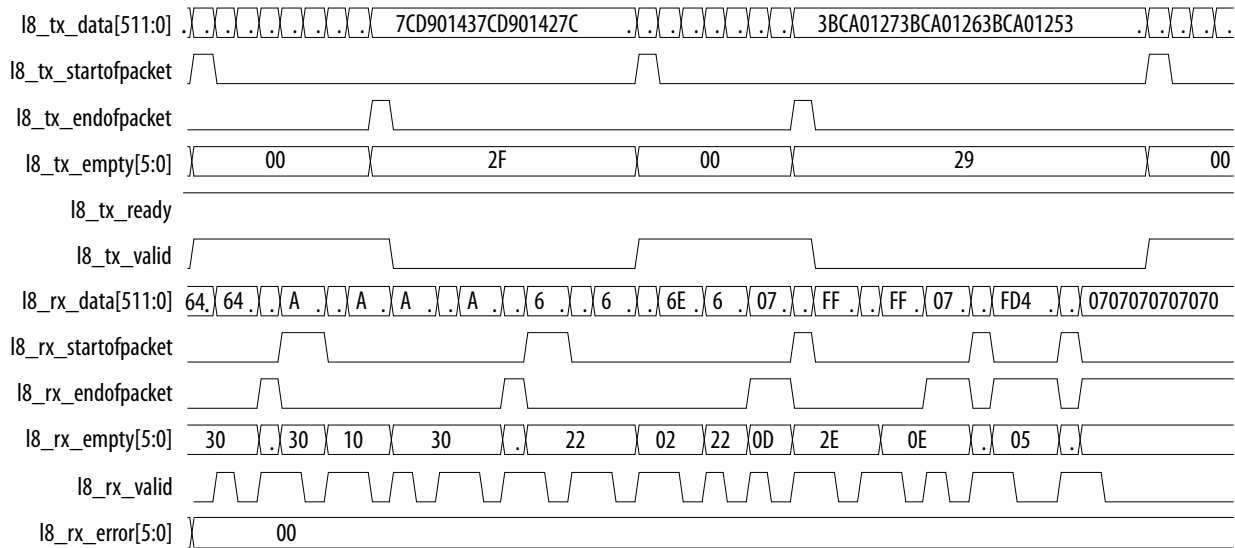 l8_tx_data[511:0] . . . . . . . . . 7CD901437CD901427C . . . . . . . . 3BCA01273BCA01263BCA01253 . . . . .
l8_tx_startofpacket
l8_tx_endofpacket
l8_tx_empty[5:0] 00 2F 00 29 00
l8_tx_ready
l8_tx_valid
l8_rx_data[511:0] 64. 64 . . A . . A A . . A . . 6 . . 6 . . 6E 6 . 07 . . FF . . FF 07 . . FD4 . . 0707070707070
l8_rx_startofpacket
l8_rx_endofpacket
l8_rx_empty[5:0] 30 . 30 10 30 . 22 02 22 0D 2E 0E . 05 .
l8_rx_valid
l8_rx_error[5:0] 00